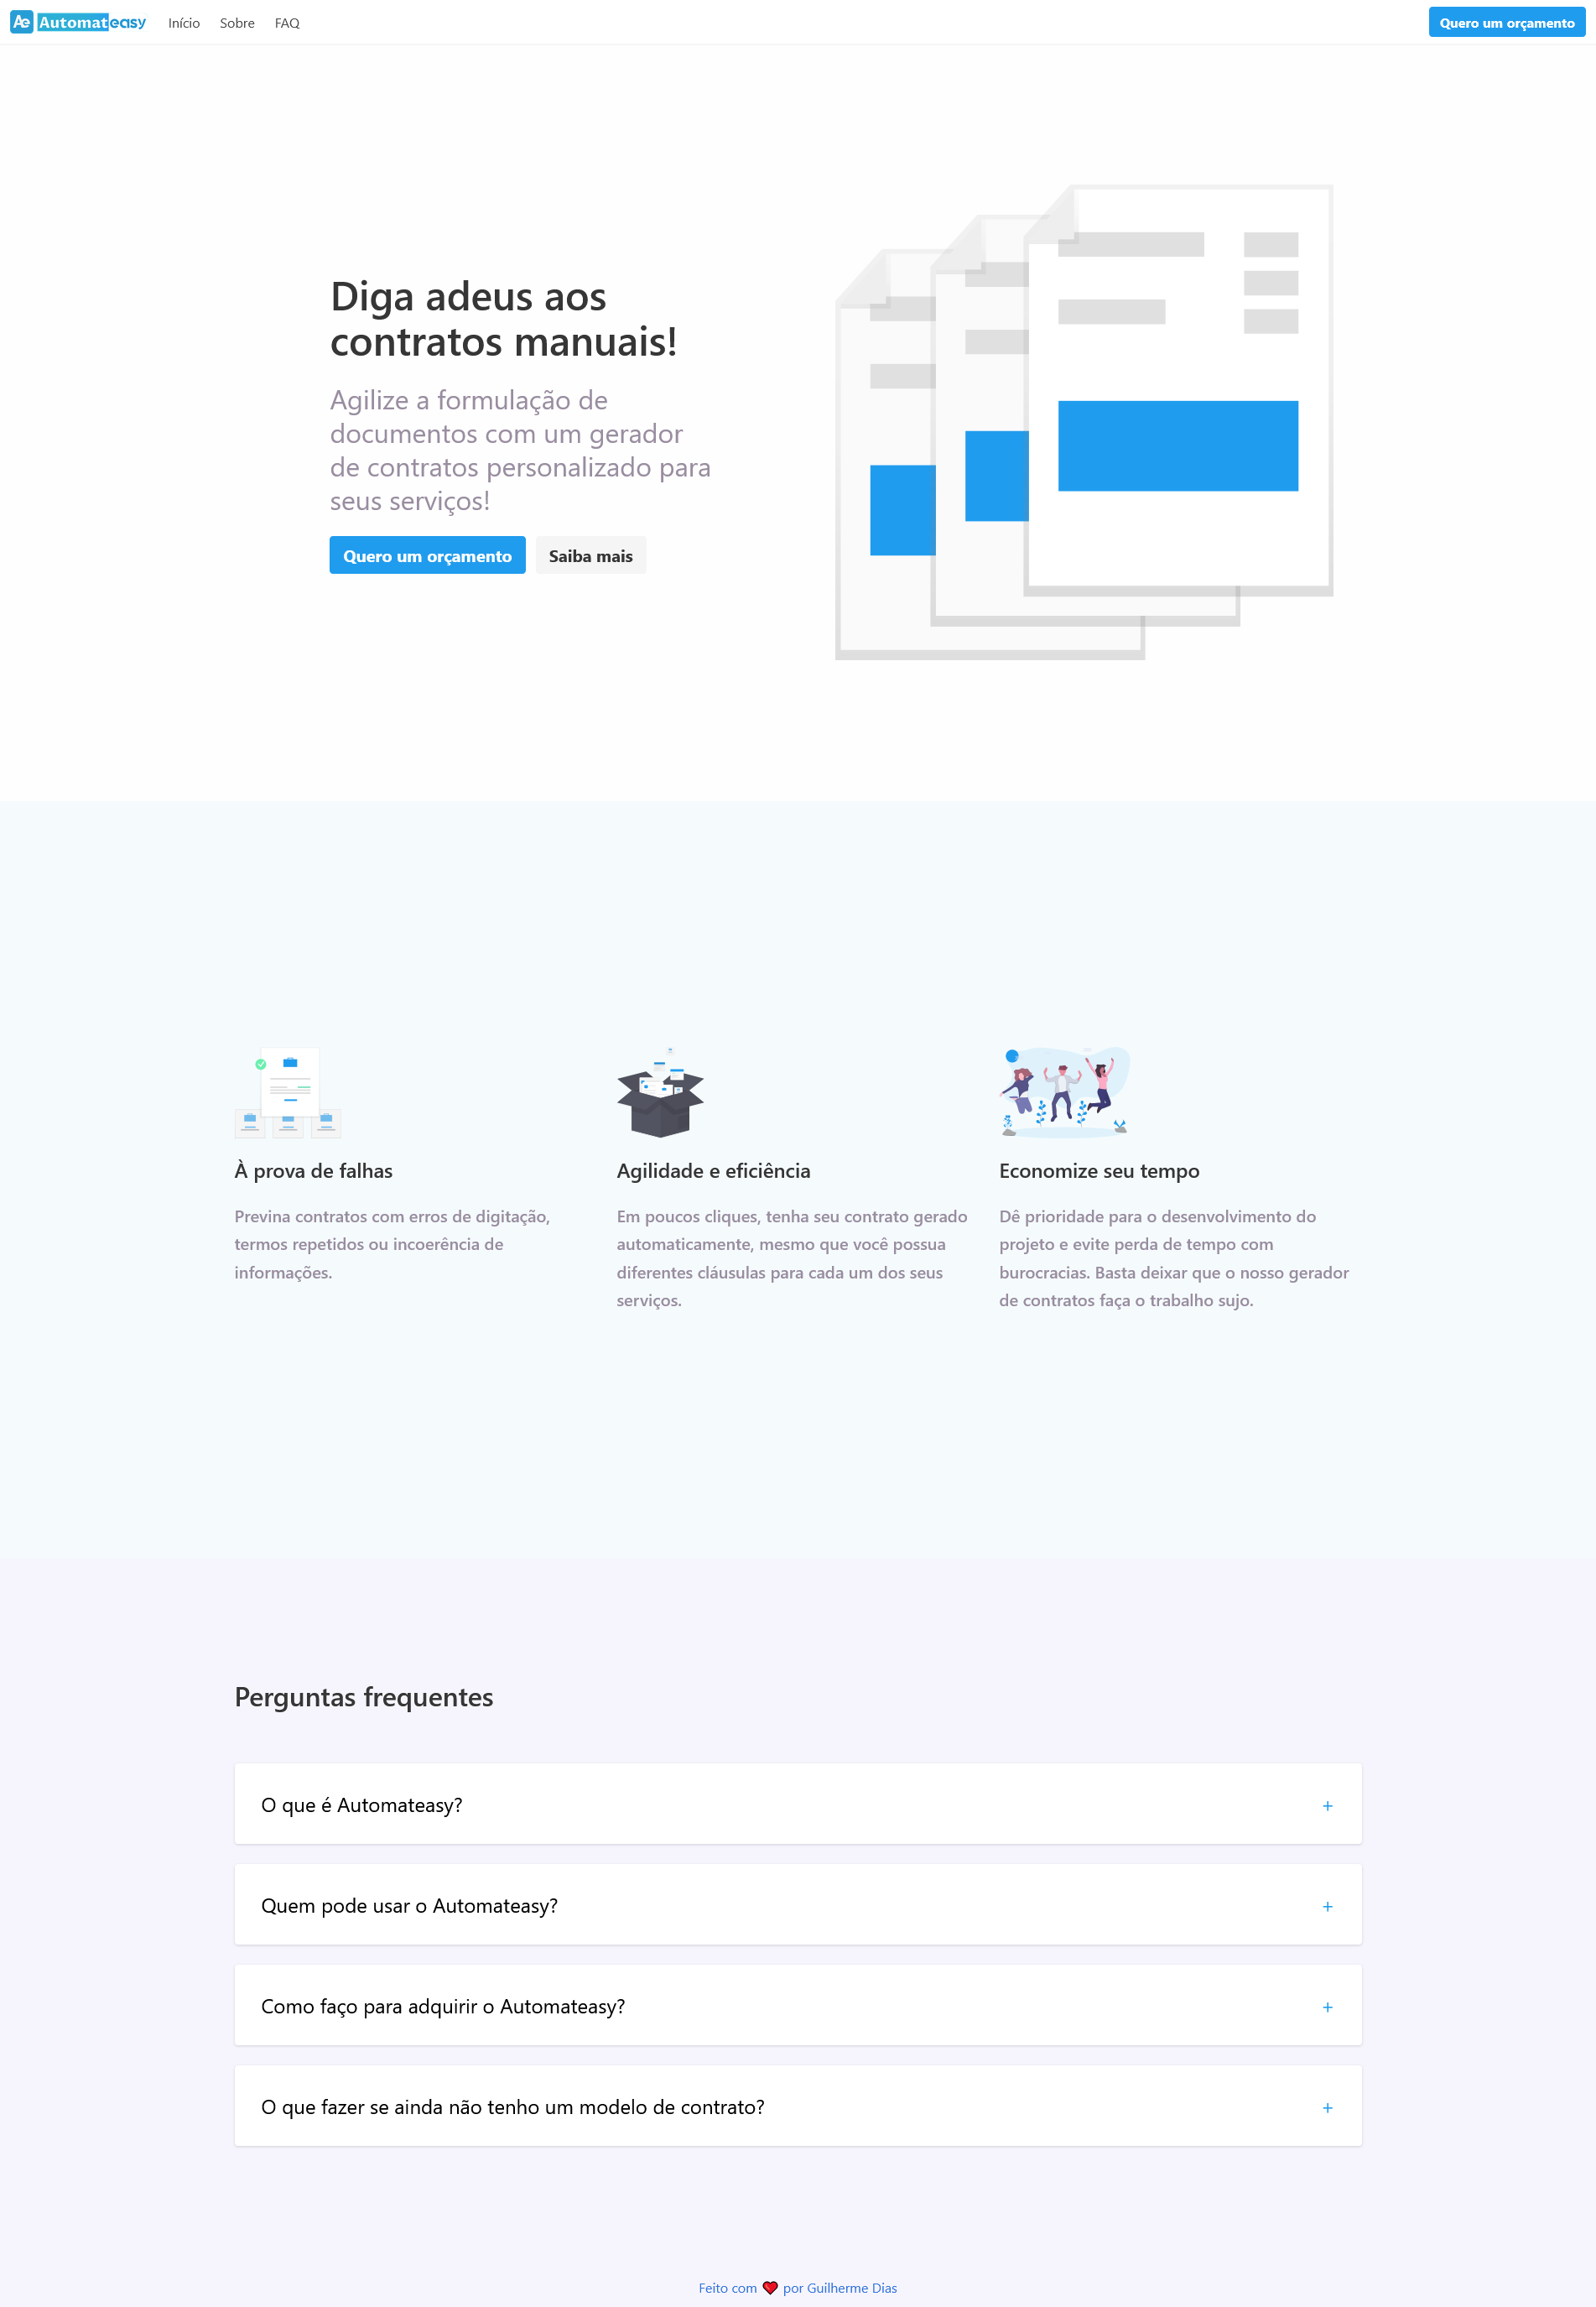 Ae Automateasy
Início Sobre FAQ
Quero um orçamento
Diga adeus aos
contratos manuais!
Agilize a formulação de
documentos com um gerador
de contratos personalizado para
seus serviços!
Quero um orçamento
Saiba mais
À prova de falhas
Previna contratos com erros de digitação,
termos repetidos ou incoerência de
informações.
Agilidade e eficiência
Em poucos cliques, tenha seu contrato gerado
automaticamente, mesmo que você possua
diferentes cláusulas para cada um dos seus
serviços.
Economize seu tempo
Dê prioridade para o desenvolvimento do
projeto e evite perda de tempo com
burocracias. Basta deixar que o nosso gerador
de contratos faça o trabalho sujo.
Perguntas frequentes
O que é Automateasy? +
Quem pode usar o Automateasy? +
Como faço para adquirir o Automateasy? +
O que fazer se ainda não tenho um modelo de contrato? +
Feito com ❤ por Guilherme Dias